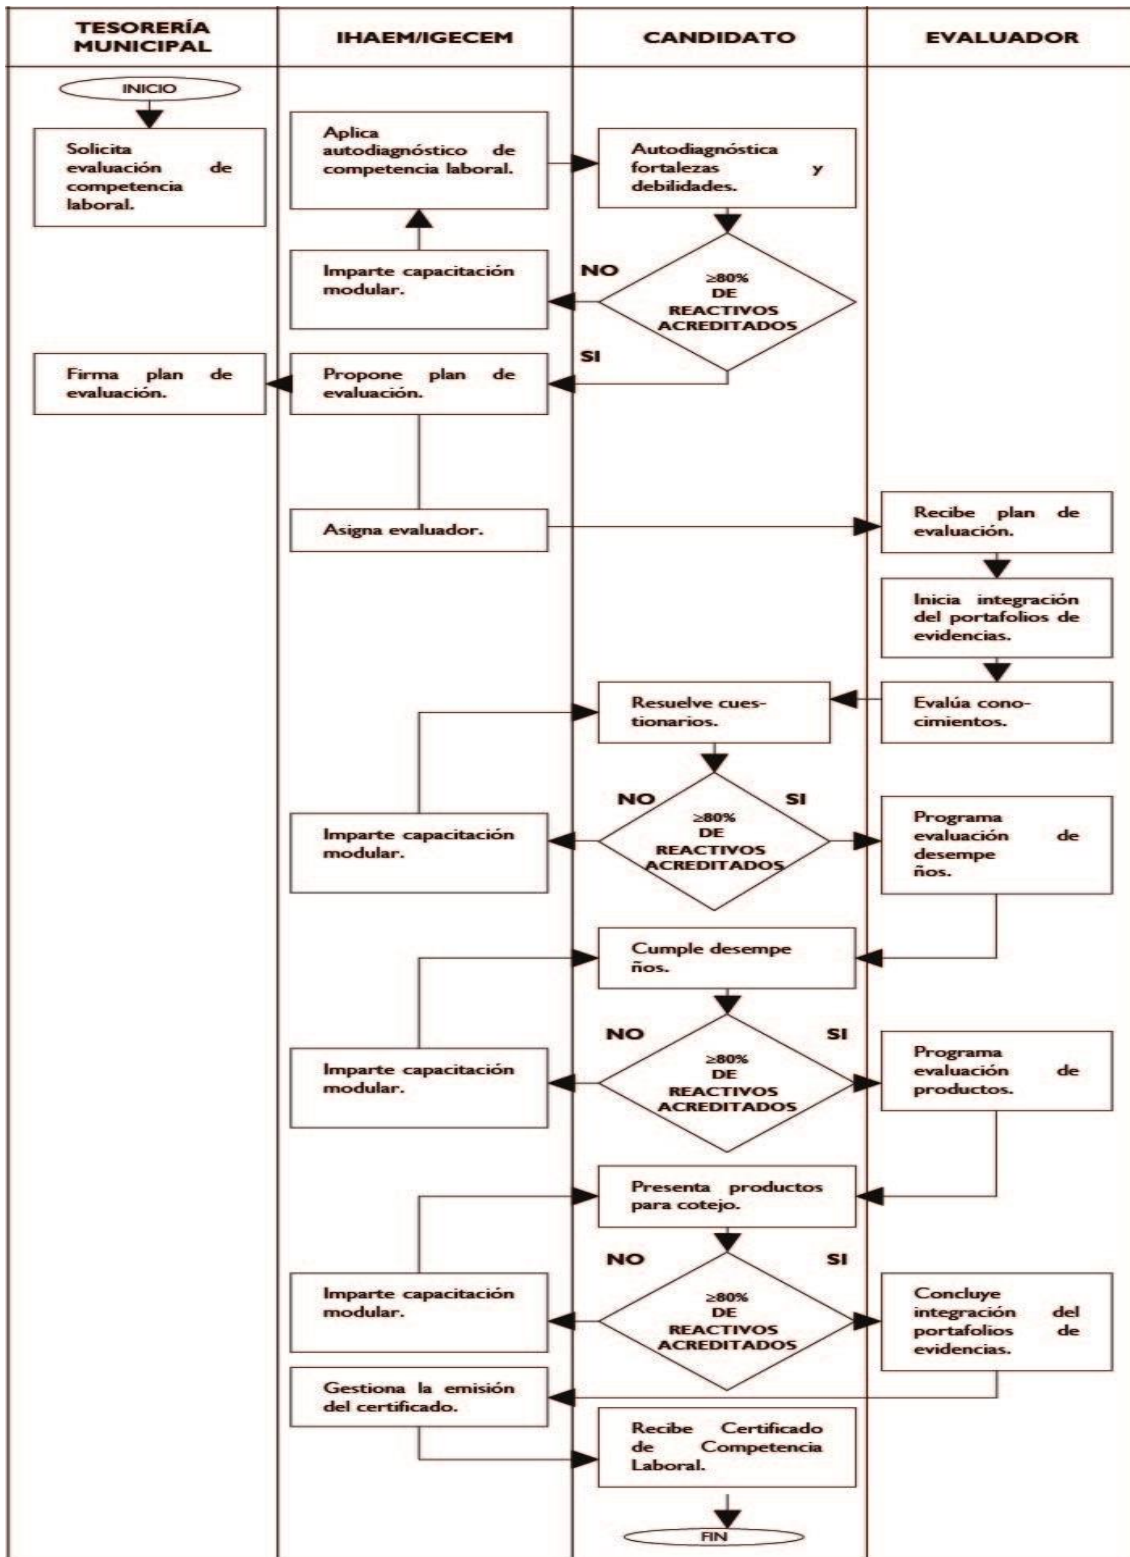 TESORERÍA
MUNICIPAL
IHAEM/IGECEM
CANDIDATO
EVALUADOR
INICIO
Solicita
evaluación de
competencia
laboral.
Aplica
autodiagnóstico de
competencia laboral.
Autodiagnóstica
fortalezas y
debilidades.
Imparte capacitación
modular.
NO
≥80%
DE
REACTIVOS
ACREDITADOS
SI
Firma plan de
evaluación.
Propone plan de
evaluación.
Asigna evaluador.
Recibe plan de
evaluación.
Inicia integración
del portafolios de
evidencias.
Resuelve cues-
tionarios.
Evalúa cono-
cimientos.
Imparte capacitación
modular.
NO
SI
≥80%
DE
REACTIVOS
ACREDITADOS
Programa
evaluación de
desempe
ños.
Cumple desempe
ños.
Imparte capacitación
modular.
NO
SI
≥80%
DE
REACTIVOS
ACREDITADOS
Programa
evaluación de
productos.
Presenta productos
para cotejo.
Imparte capacitación
modular.
NO
SI
≥80%
DE
REACTIVOS
ACREDITADOS
Concluye
integración del
portafolios de
evidencias.
Gestiona la emisión
del certificado.
Recibe Certificado
de Competencia
Laboral.
FIN